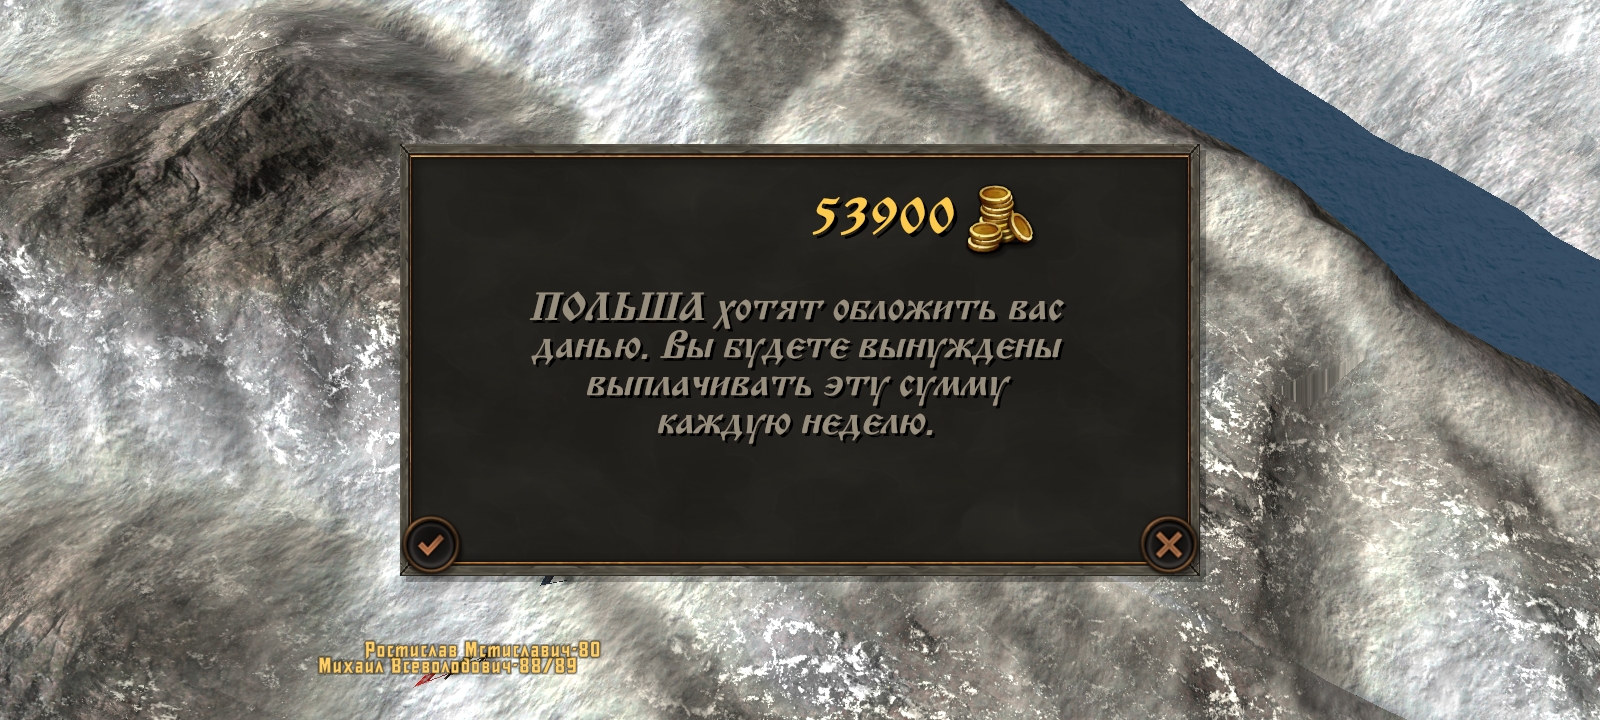 53900
ПОЛЬША хотят обложить вас
данью. Вы будете вынуждены
выплачивать эту сумму
каждую неделю.
Ростислав Мстиславич-80
Михаил Всеволодович-88/89